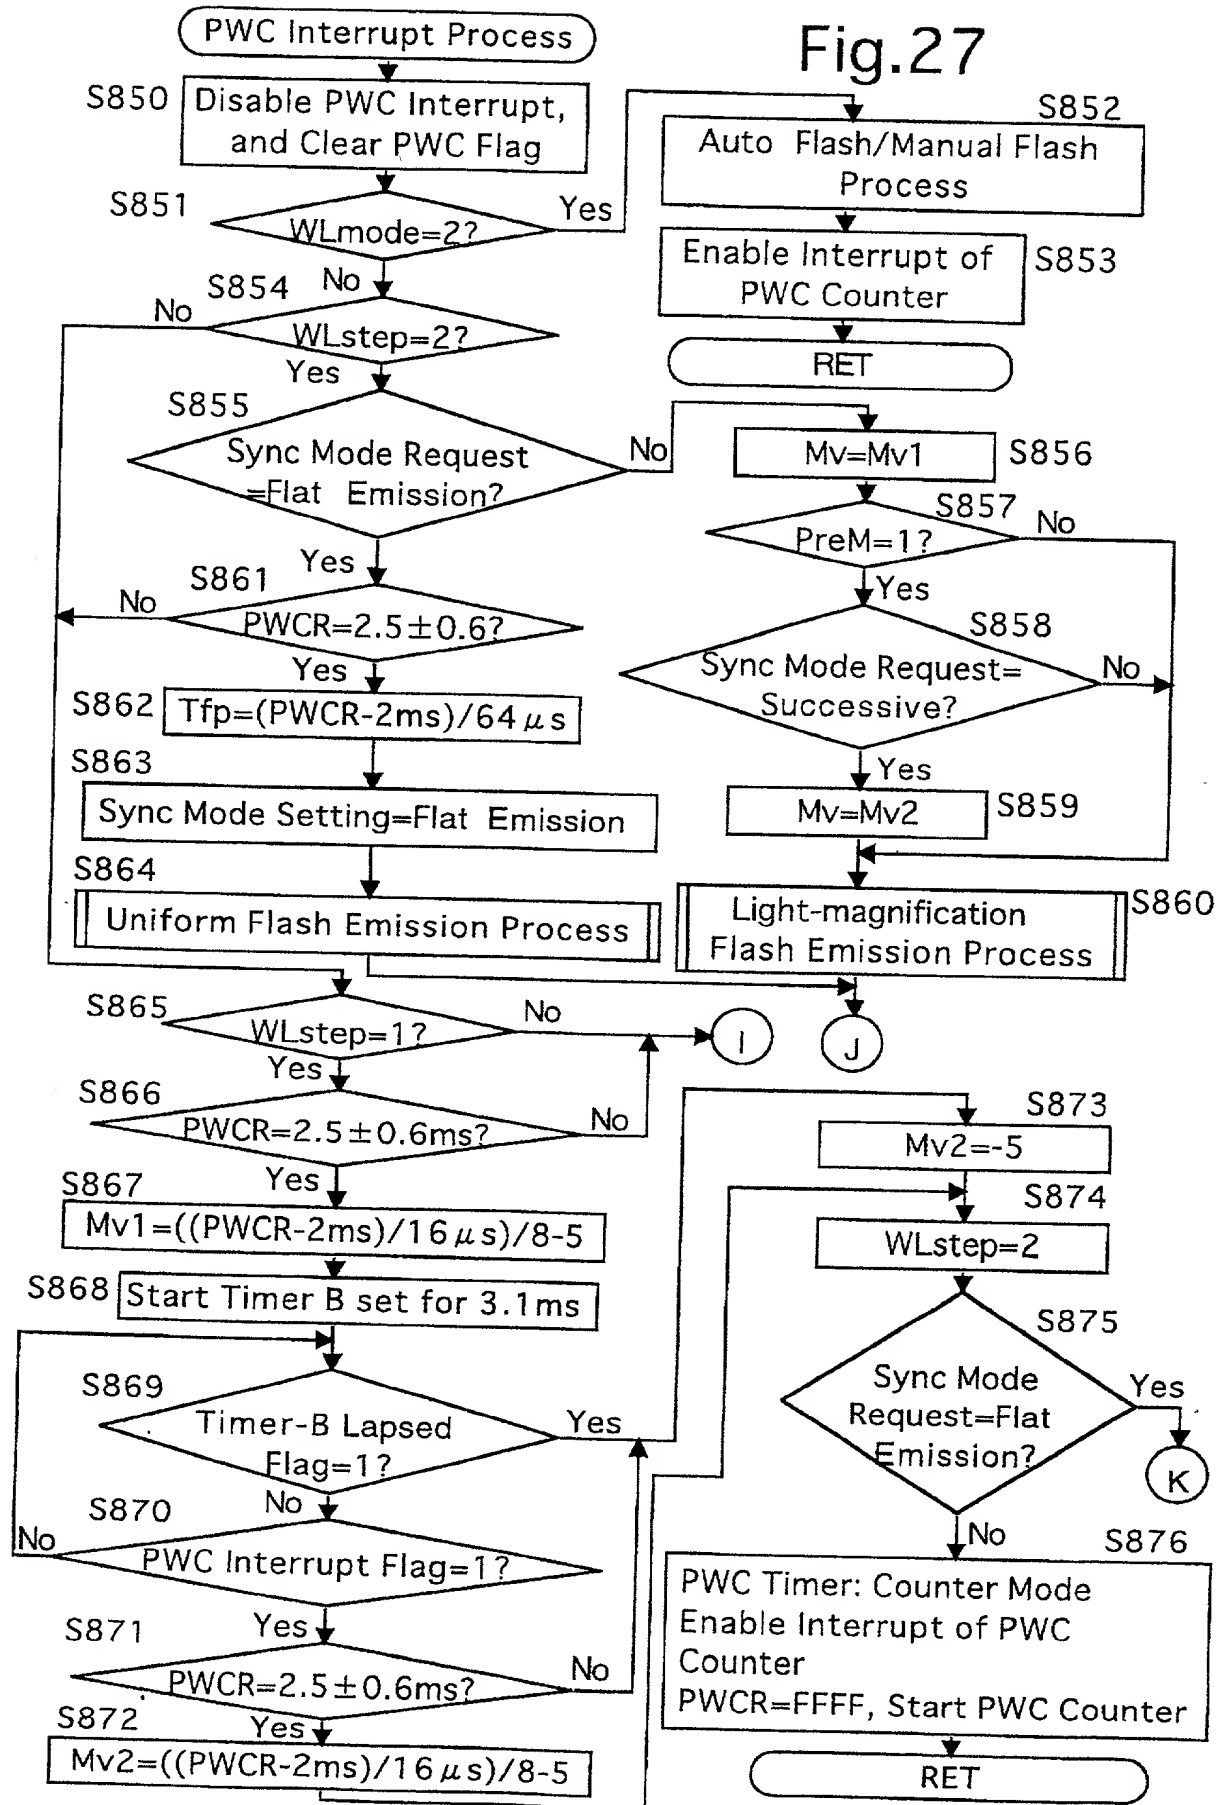 PWC Interrupt Process
Fig.27
S850
Disable PWC Interrupt,
and Clear PWC Flag
S851
WLmode=2?
Yes
No
S852
Auto Flash/Manual Flash
Process
Enable Interrupt of
PWC Counter
S853
RET
S854
No
WLstep=2?
Yes
S855
Sync Mode Request
=Flat Emission?
No
Yes
Mv=Mv1
S856
S857
PreM=1?
No
Yes
S858
Sync Mode Request=
Successive?
No
Yes
Mv=Mv2
S859
Light-magnification
Flash Emission Process
S860
S861
No
PWCR=2.5±0.6?
Yes
S862
Tfp=(PWCR-2ms)/64μs
S863
Sync Mode Setting=Flat Emission
S864
Uniform Flash Emission Process
S865
WLstep=1?
No
Yes
I
J
S866
PWCR=2.5±0.6ms?
No
Yes
S867
Mv1=((PWCR-2ms)/16μs)/8-5
S868
Start Timer B set for 3.1ms
S869
Timer-B Lapsed
Flag=1?
Yes
No
S870
No
PWC Interrupt Flag=1?
Yes
S871
PWCR=2.5±0.6ms?
No
Yes
S872
Mv2=((PWCR-2ms)/16μs)/8-5
S873
Mv2=-5
S874
WLstep=2
S875
Sync Mode
Request=Flat
Emission?
Yes
K
No
S876
PWC Timer: Counter Mode
Enable Interrupt of PWC
Counter
PWCR=FFFF, Start PWC Counter
RET